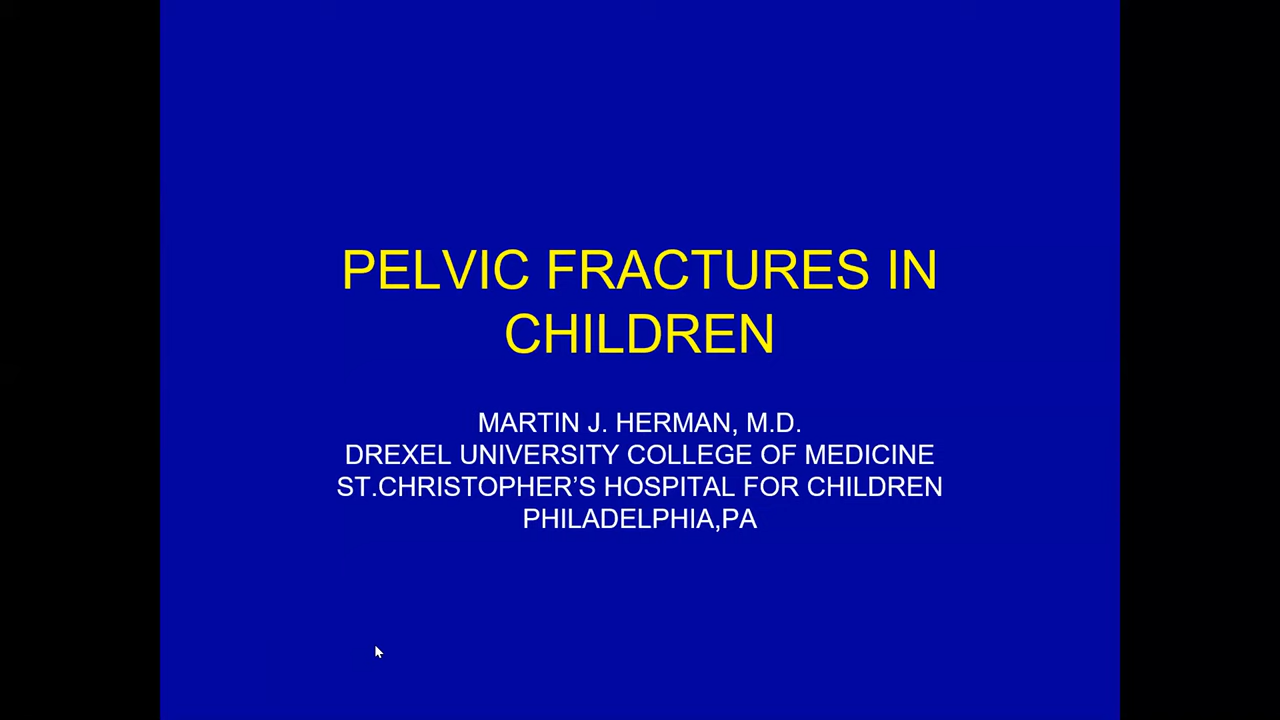 PELVIC FRACTURES IN
CHILDREN
MARTIN J. HERMAN, M.D.
DREXEL UNIVERSITY COLLEGE OF MEDICINE
ST.CHRISTOPHER’S HOSPITAL FOR CHILDREN
PHILADELPHIA,PA